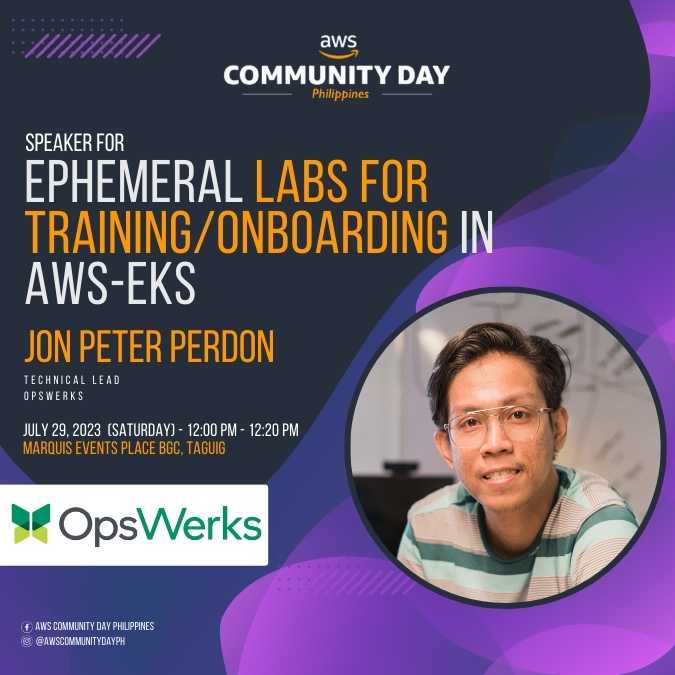 aws
COMMUNITY DAY
Philippines
SPEAKER FOR
EPHEMERAL LABS FOR
TRAINING/ONBOARDING IN
AWS-EKS
JON PETER PERDON
TECHNICAL LEAD
OPSWERKS
JULY 29, 2023 (SATURDAY) - 12:00 PM - 12:20 PM
MARQUIS EVENTS PLACE BGC, TAGUIG
OpsWerks
AWS COMMUNITY DAY PHILIPPINES
@AWSCOMMUNITYDAYPH